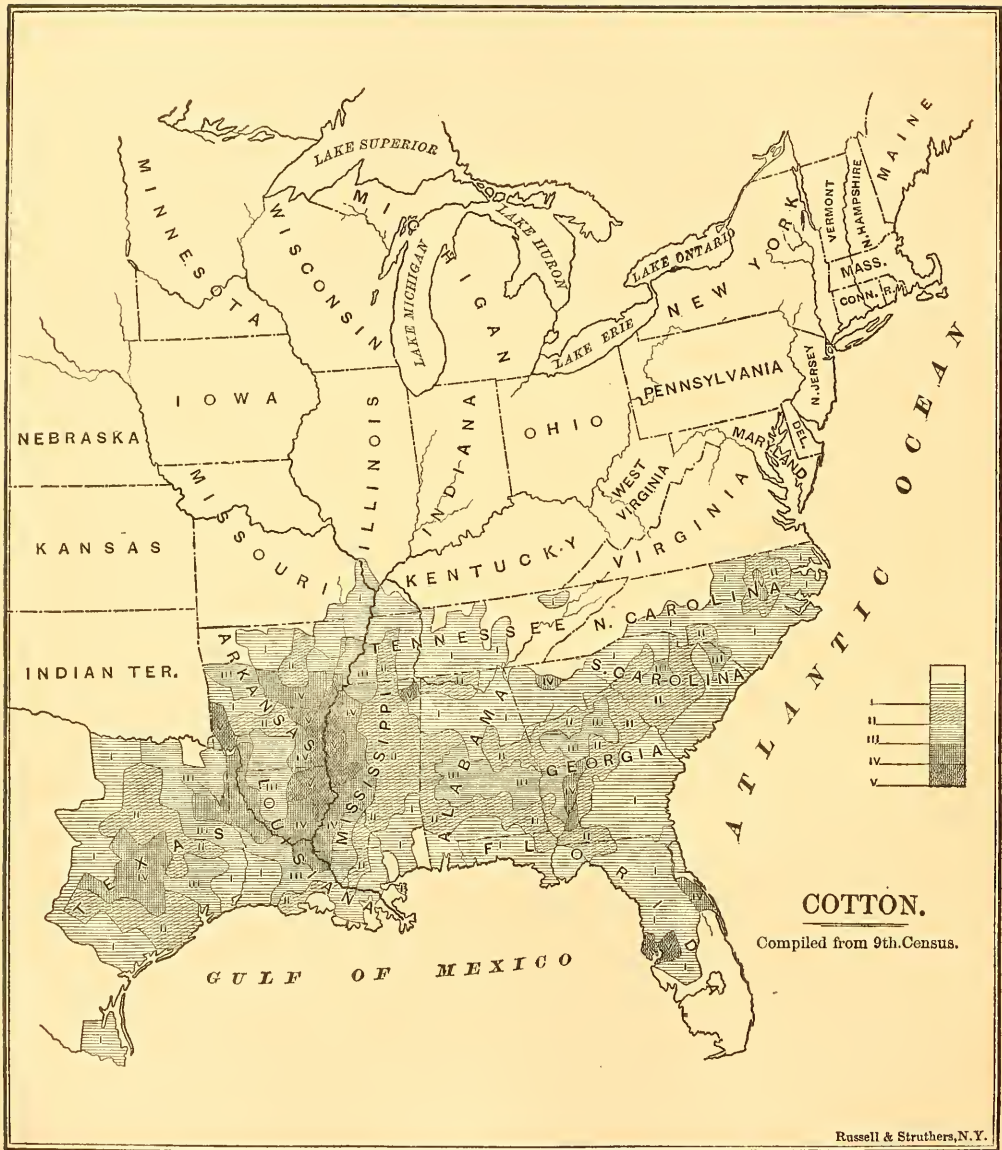 MAINE
LAKE SUPERIOR
MINNESOTA
WISCONSIN
MICHIGAN
LAKE HURON
LAKE MICHIGAN
LAKE ONTARIO
LAKE ERIE
NEW YORK
VERMONT
N. HAMPSHIRE
MASS.
CONN.
R.
PENNSYLVANIA
N. JERSEY
IOWA
ILLINOIS
INDIANA
OHIO
NEBRASKA
MARYLAND
DEL.
WEST VIRGINIA
VIRGINIA
MISSOURI
KANSAS
KENTUCKY
ATLANTIC OCEAN
TENNESSEE
N. CAROLINA
INDIAN TER.
ARKANSAS
S. CAROLINA
I
II
III
IV
V
MISSISSIPPI
ALABAMA
GEORGIA
LOUISIANA
TEXAS
FLORIDA
COTTON.
Compiled from 9th.Census.
GULF OF MEXICO
Russell & Struthers,N.Y.